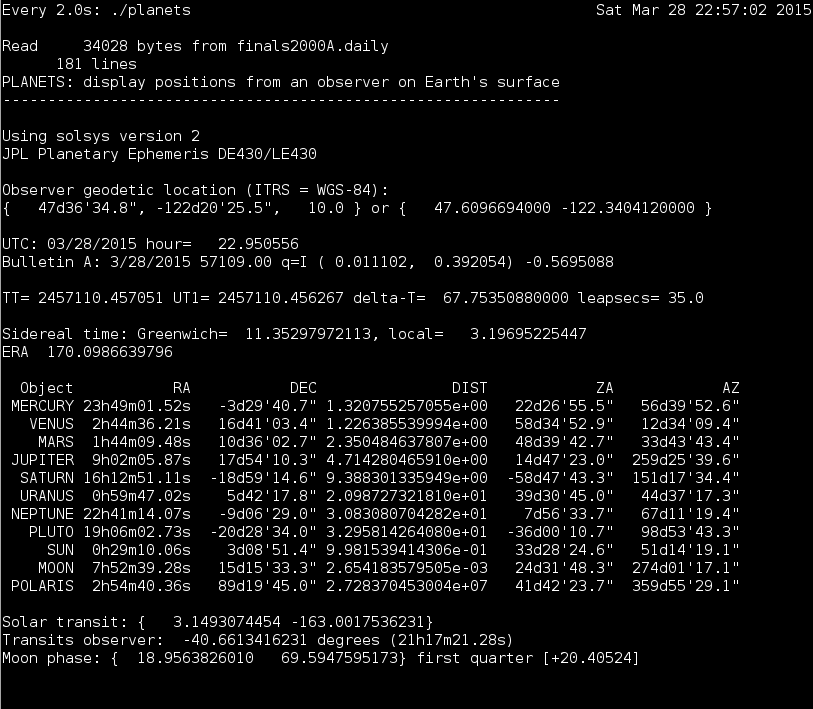 Every 2.0s: ./planets Sat Mar 28 22:57:02 2015
Read 34028 bytes from finals2000A.daily
181 lines
PLANETS: display positions from an observer on Earth's surface
--------------------------------------------------------------
Using solsys version 2
JPL Planetary Ephemeris DE430/LE430
Observer geodetic location (ITRS = WGS-84):
{ 47d36'34.8", -122d20'25.5", 10.0 } or { 47.6096694000 -122.3404120000 }
UTC: 03/28/2015 hour= 22.950556
Bulletin A: 3/28/2015 57109.00 q=I ( 0.011102, 0.392054) -0.5695088
TT= 2457110.457051 UT1= 2457110.456267 delta-T= 67.75350880000 leapsecs= 35.0
Sidereal time: Greenwich= 11.35297972113, local= 3.19695225447
ERA 170.0986639796
Object RA DEC DIST ZA AZ
MERCURY 23h49m01.52s -3d29'40.7" 1.320755257055e+00 22d26'55.5" 56d39'52.6"
VENUS 2h44m36.21s 16d41'03.4" 1.226385539994e+00 58d34'52.9" 12d34'09.4"
MARS 1h44m09.48s 10d36'02.7" 2.350484637807e+00 48d39'42.7" 33d43'43.4"
JUPITER 9h02m05.87s 17d54'10.3" 4.714280465910e+00 14d47'23.0" 259d25'39.6"
SATURN 16h12m51.11s -18d59'14.6" 9.388301335949e+00 -58d47'43.3" 151d17'34.4"
URANUS 0h59m47.02s 5d42'17.8" 2.098727321810e+01 39d30'45.0" 44d37'17.3"
NEPTUNE 22h41m14.07s -9d06'29.0" 3.083080704282e+01 7d56'33.7" 67d11'19.4"
PLUTO 19h06m02.73s -20d28'34.0" 3.295814264080e+01 -36d00'10.7" 98d53'43.3"
SUN 0h29m10.06s 3d08'51.4" 9.981539414306e-01 33d28'24.6" 51d14'19.1"
MOON 7h52m39.28s 15d15'33.3" 2.654183579505e-03 24d31'48.3" 274d01'17.1"
POLARIS 2h54m40.36s 89d19'45.0" 2.728370453004e+07 41d42'23.7" 359d55'29.1"
Solar transit: { 3.1493074454 -163.0017536231}
Transits observer: -40.6613416231 degrees (21h17m21.28s)
Moon phase: { 18.9563826010 69.5947595173} first quarter [+20.40524]